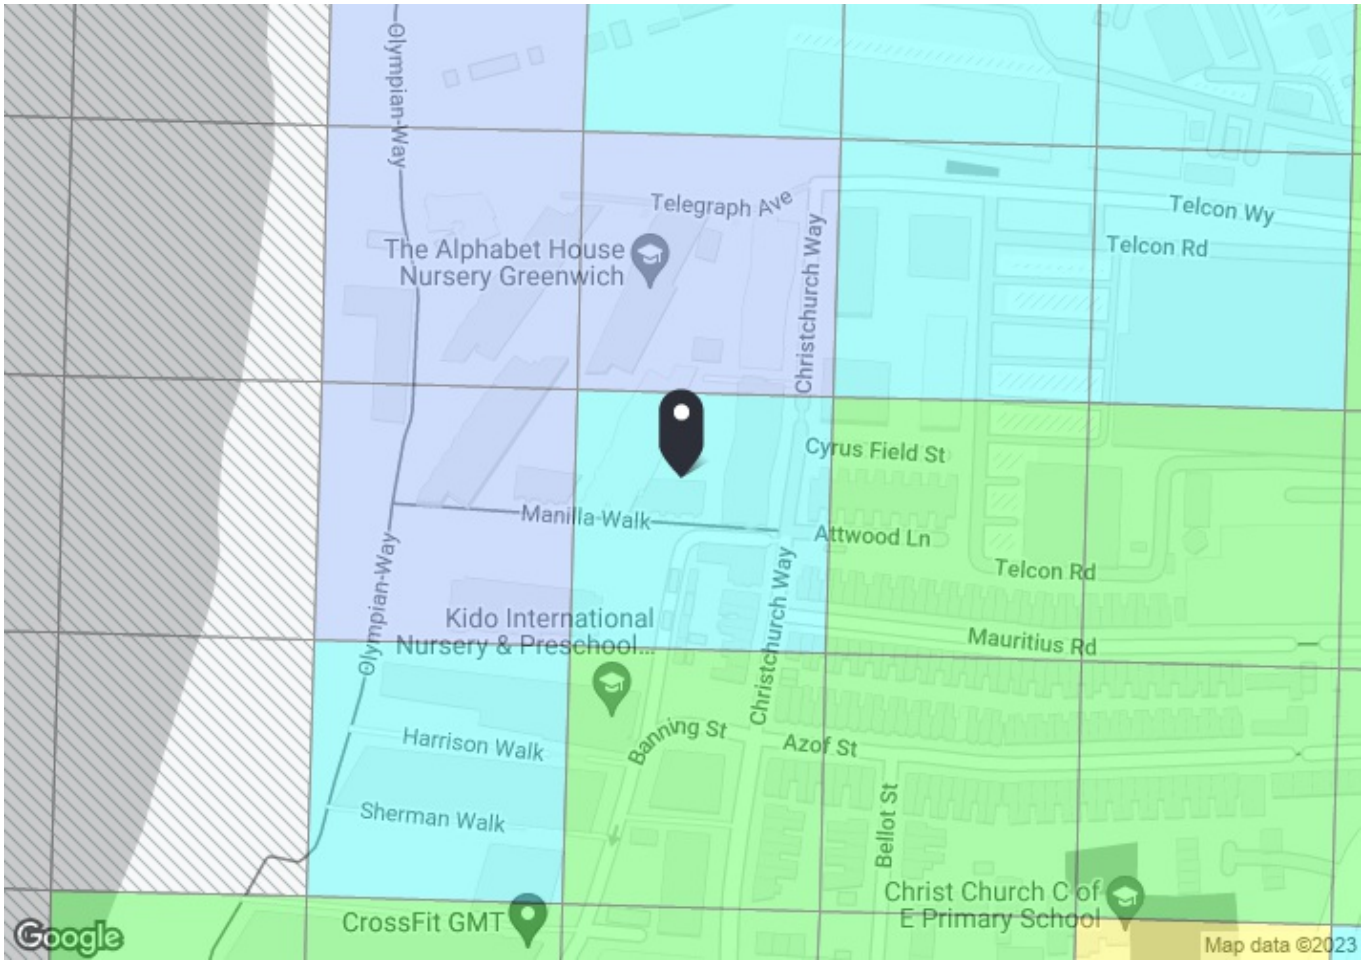 Olympian-Way
Telegraph Ave
Telcon Wy
Telcon Rd
The Alphabet House
Nursery Greenwich
Christchurch Way
Cyrus Field St
Manilla-Walk
Attwood Ln
Telcon Rd
Olympian-Way
Christchurch Way
Kido International
Nursery & Preschool...
Mauritius Rd
Banning St
Azof St
Harrison Walk
Bellot St
Sherman Walk
Christ Church C of
E Primary School
CrossFit GMT
Google
Map data ©2023